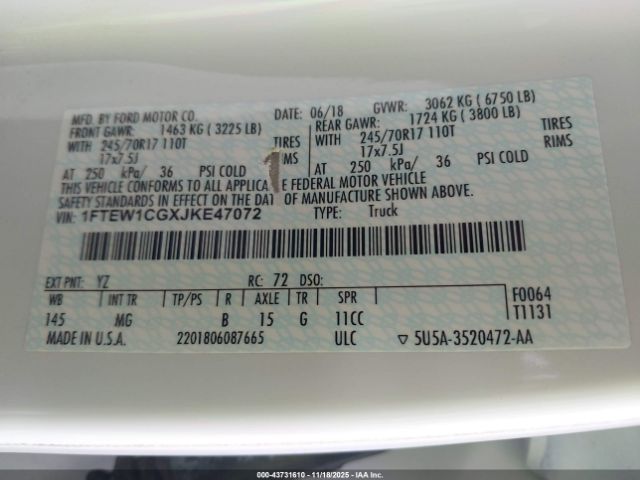 MFD. BY FORD MOTOR CO. DATE: 06/18 GVWR: 3062 KG ( 6750 LB)
FRONT GAWR: 1463 KG ( 3225 LB) REAR GAWR: 1724 KG ( 3800 LB)
WITH 245/70R17 110T TIRES WITH 245/70R17 110T TIRES
17x7.5J RIMS 17x7.5J RIMS
AT 250 kPa/ 36 PSI COLD AT 250 kPa/ 36 PSI COLD
THIS VEHICLE CONFORMS TO ALL APPLICA E FEDERAL MOTOR VEHICLE
SAFETY STANDARDS IN EFFECT ON THE DAT OF MANUFACTURE SHOWN ABOVE.
VIN: 1FTEW1CGXJKE47072 TYPE: Truck
EXT PNT: YZ RC: 72 DSO:
WB INT TR TP/PS R AXLE TR SPR F0064
145 MG B 15 G 11CC T1131
MADE IN U.S.A. 2201806087665 ULC ▽ 5U5A-3520472-AA
000-43731610 - 11/18/2025 - IAAI.COM